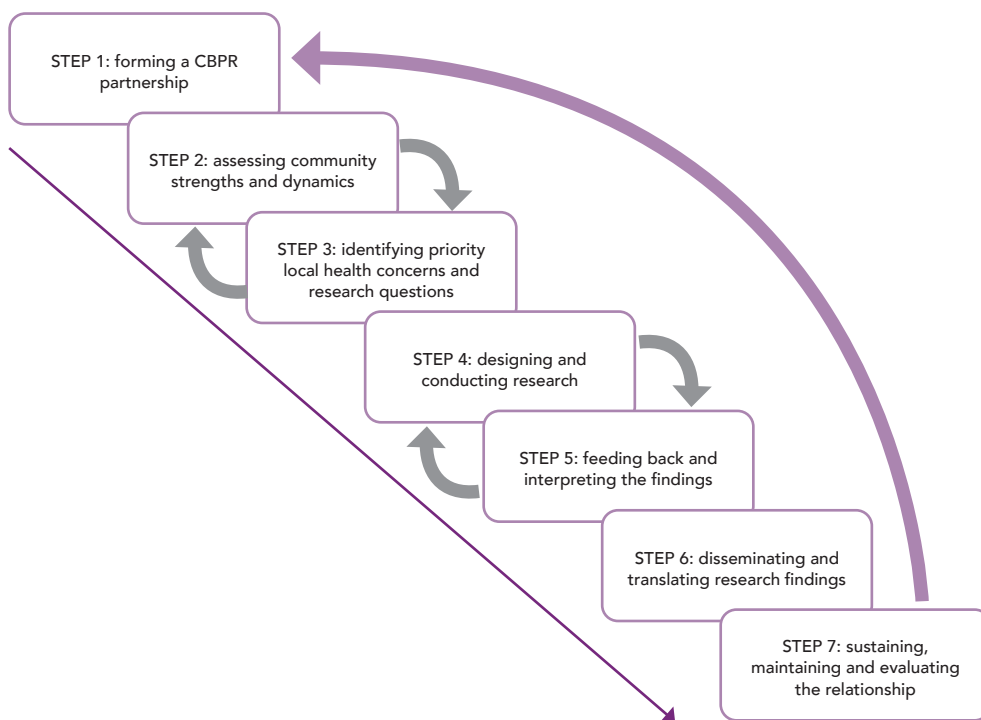 STEP 1: forming a CBPR
partnership
STEP 2: assessing community
strengths and dynamics
STEP 3: identifying priority
local health concerns and
research questions
STEP 4: designing and
conducting research
STEP 5: feeding back and
interpreting the findings
STEP 6: disseminating and
translating research findings
STEP 7: sustaining,
maintaining and evaluating
the relationship